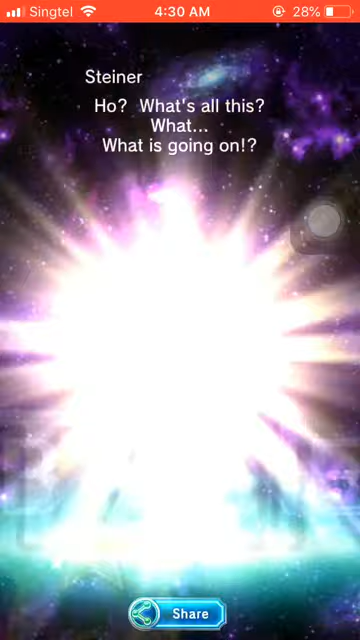 Singtel 4:30 AM 28%
Steiner
Ho? What's all this?
What...
What is going on!?
Share